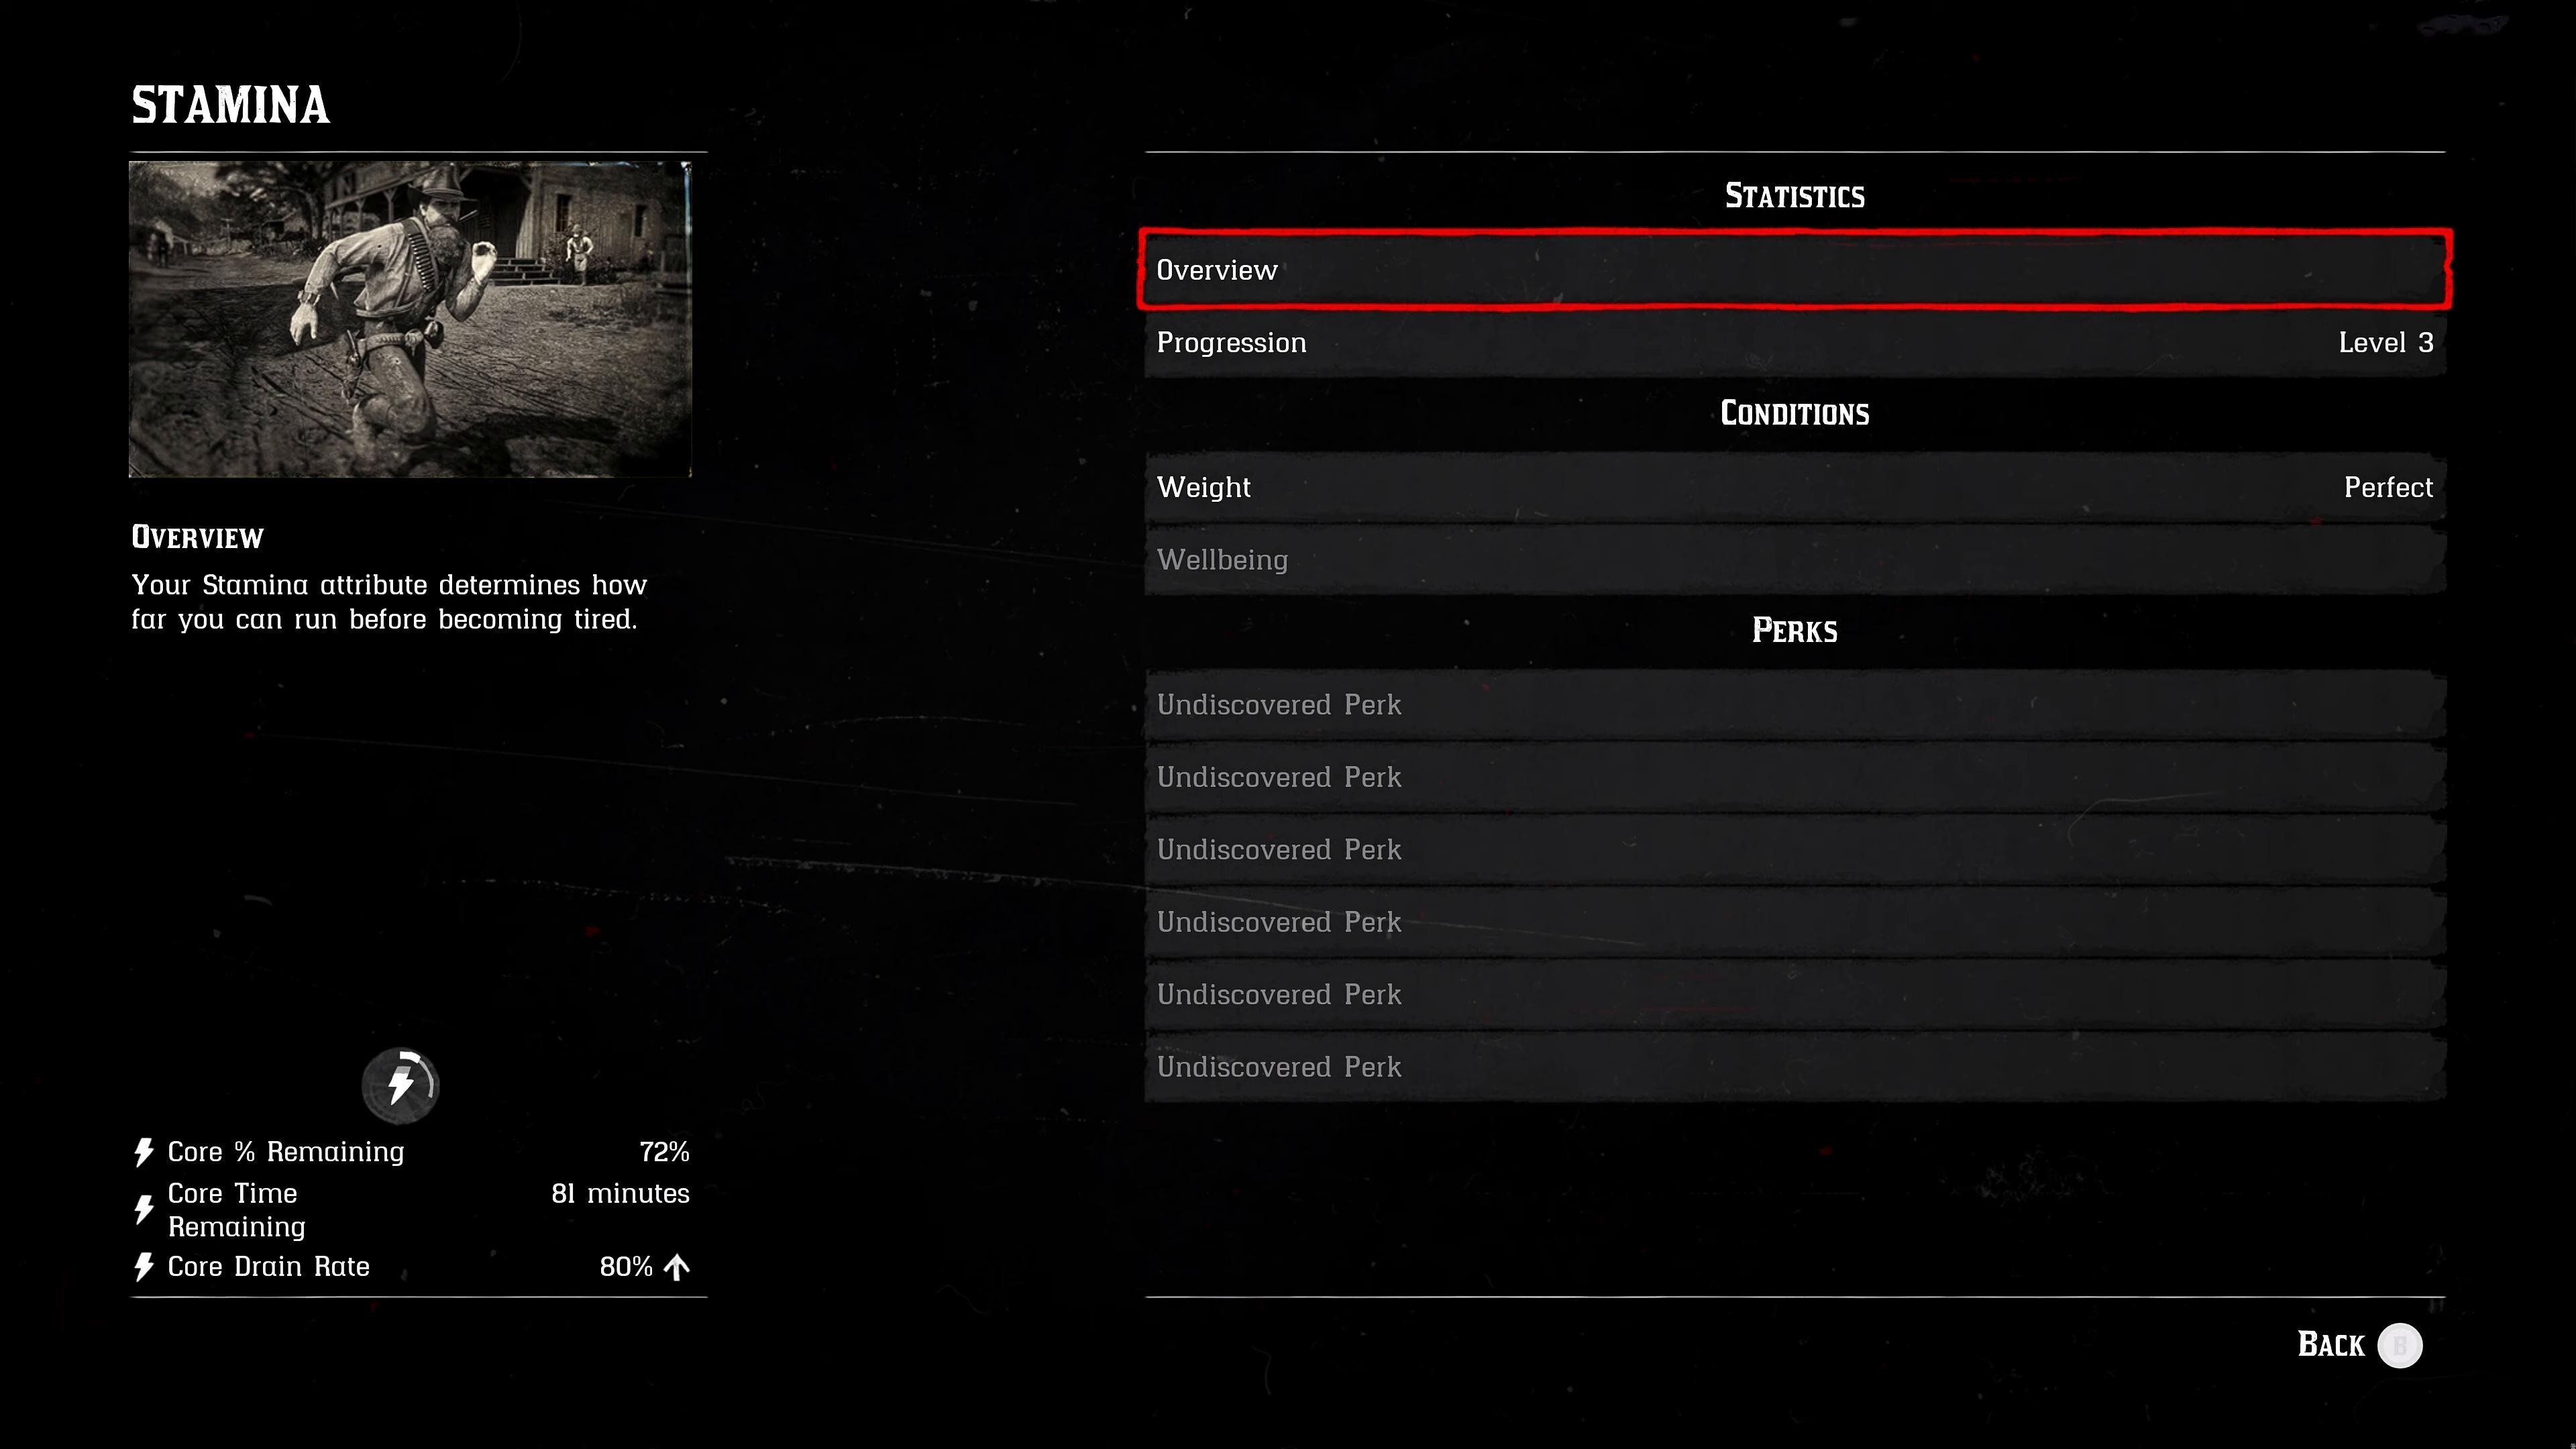 STAMINA
OVERVIEW
Your Stamina attribute determines how
far you can run before becoming tired.
Core % Remaining 72%
Core Time 81 minutes
Remaining
Core Drain Rate 80%
STATISTICS
Overview
Progression Level 3
CONDITIONS
Weight Perfect
Wellbeing
PERKS
Undiscovered Perk
Undiscovered Perk
Undiscovered Perk
Undiscovered Perk
Undiscovered Perk
Undiscovered Perk
BACK B